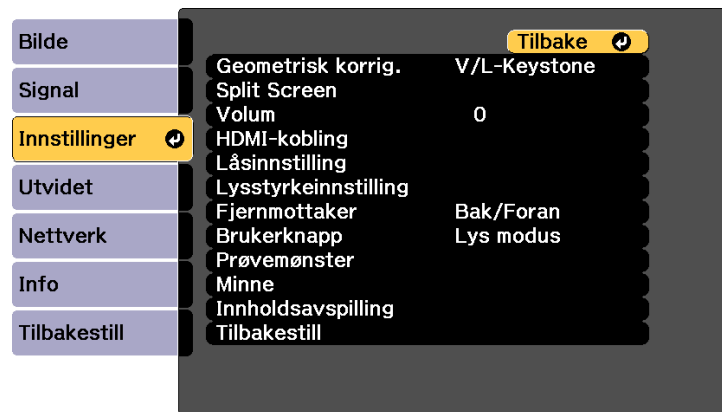 Bilde
Signal
Innstillinger
Utvidet
Nettverk
Info
Tilbakestill
Tilbake
Geometrisk korrig. V/L-Keystone
Split Screen
Volum 0
HDMI-kobling
Låsinnstilling
Lysstyrkeinnstilling
Fjernmottaker Bak/Foran
Brukerknapp Lys modus
Prøvemønster
Minne
Innholdsavspilling
Tilbakestill